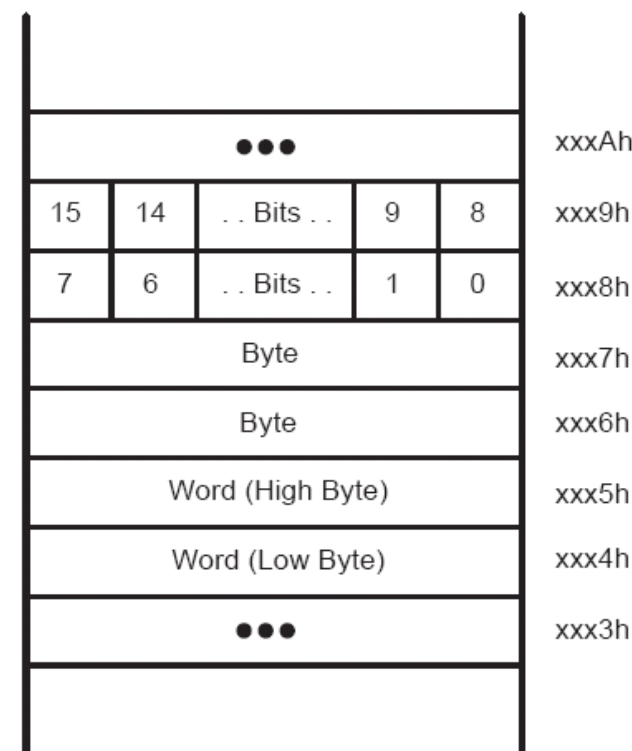 ●●● xxxAh
15 14 . . Bits . . 9 8 xxx9h
7 6 . . Bits . . 1 0 xxx8h
Byte xxx7h
Byte xxx6h
Word (High Byte) xxx5h
Word (Low Byte) xxx4h
●●● xxx3h